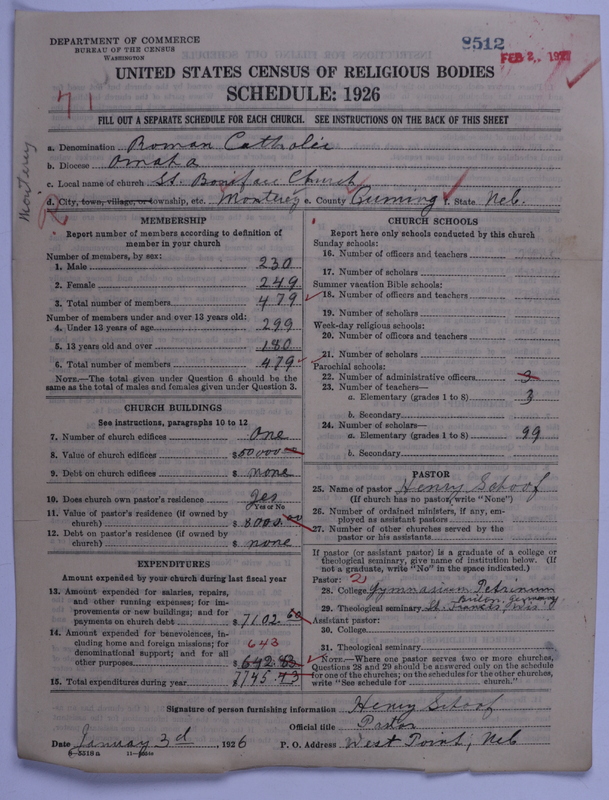 DEPARTMENT OF COMMERCE
BUREAU OF THE CENSUS
WASHINGTON
8512
FEB 2, 192
UNITED STATES CENSUS OF RELIGIOUS BODIES
SCHEDULE: 1926
71
FILL OUT A SEPARATE SCHEDULE FOR EACH CHURCH. SEE INSTRUCTIONS ON THE BACK OF THIS SHEET
Monterey
a. Denomination Roman Catholic
b. Diocese Omaha
c. Local name of church St. Boniface Church
d. City, town, village, or township, etc. Monterey e. County Cuming f. State Neb.
MEMBERSHIP
Report number of members according to definition of
member in your church
Number of members, by sex:
1. Male 230
2. Female 249
3. Total number of members 479
Number of members under and over 13 years old:
4. Under 13 years of age 299
5. 13 years old and over 180
6. Total number of members 479
NOTE.—The total given under Question 6 should be the
same as the total of males and females given under Question 3.
CHURCH BUILDINGS
See instructions, paragraphs 10 to 12
7. Number of church edifices one
8. Value of church edifices $50000
9. Debt on church edifices $ none
10. Does church own pastor's residence yes
Yes or No
11. Value of pastor's residence (if owned by
church) $ 8000.00
12. Debt on pastor's residence (if owned by
church) $ none
EXPENDITURES
Amount expended by your church during last fiscal year
13. Amount expended for salaries, repairs,
and other running expenses; for im-
provements or new buildings; and for
payments on church debt $ 7102.60
14. Amount expended for benevolences, in-
cluding home and foreign missions; for
denominational support; and for all
other purposes 643
$ 642.83
15. Total expenditures during year $7745.43
CHURCH SCHOOLS
Report here only schools conducted by this church
Sunday schools:
16. Number of officers and teachers
17. Number of scholars
Summer vacation Bible schools:
18. Number of officers and teachers
19. Number of scholars
Week-day religious schools:
20. Number of officers and teachers
21. Number of scholars
Parochial schools:
22. Number of administrative officers 3
23. Number of teachers—
a. Elementary (grades 1 to 8) 3
b. Secondary
24. Number of scholars—
a. Elementary (grades 1 to 8) 99
b. Secondary
PASTOR
25. Name of pastor Henry Schoof
(If church has no pastor, write "None")
26. Number of ordained ministers, if any, em-
ployed as assistant pastors
27. Number of other churches served by the
pastor or his assistants
If pastor (or assistant pastor) is a graduate of a college or
theological seminary, give name of institution below. (If
not a graduate, write "No" in the space indicated.)
Pastor: 2
28. College Gymnasium Petrinum
Brilon, Germany
29. Theological seminary St. Francis, Wis
Assistant pastor:
30. College
31. Theological seminary
NOTE.—Where one pastor serves two or more churches,
Questions 28 and 29 should be answered only on the schedule
for one of the churches; on the schedules for the other churches,
write "See schedule for church."
Signature of person furnishing information Henry Schoof
Official title Pastor
Date January 3d, 1926 P. O. Address West Point, Neb